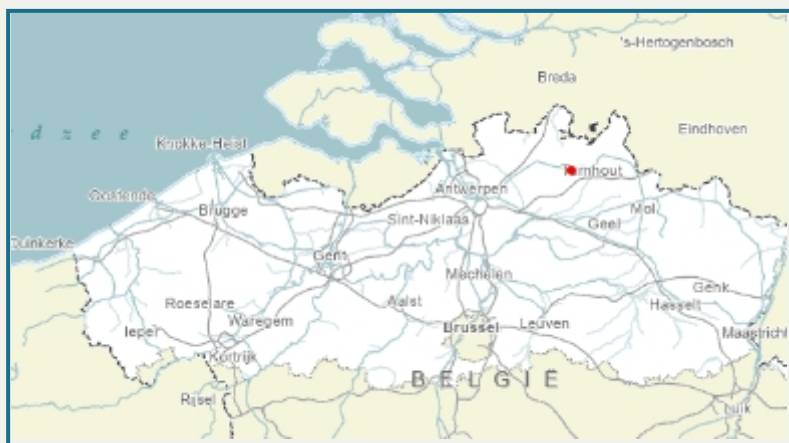 's-Hertogenbosch
Breda
Eindhoven
d z e e
Knokke-Heist
Turnhout
Oostende
Antwerpen
Brugge
Mol
Sint-Niklaas
Geel
Duinkerke
Gent
Mechelen
Genk
Roeselare
Aalst
Hasselt
Waregem
Ieper
Brussel
Leuven
Maastricht
Kortrijk
BELGIË
Rijsel
Luik